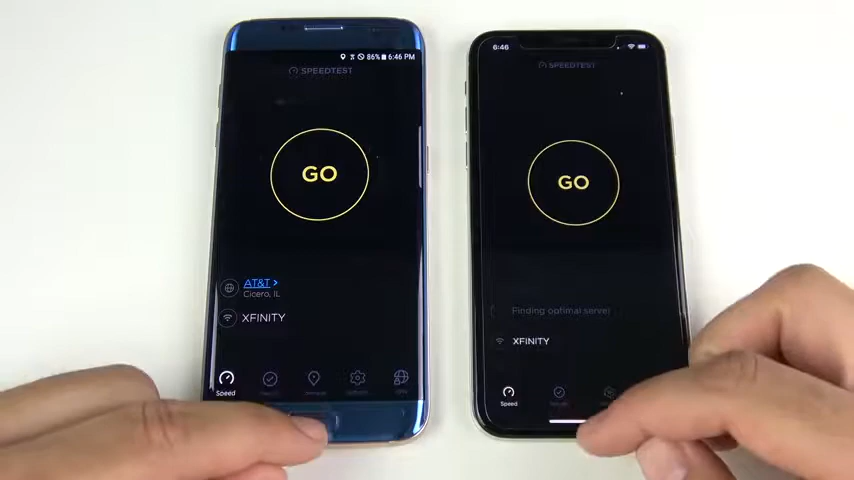 86% 6:46 PM
SPEEDTEST
GO
AT&T >
Cicero, IL
XFINITY
Speed
6:46
SPEEDTEST
GO
Finding optimal server
XFINITY
Speed